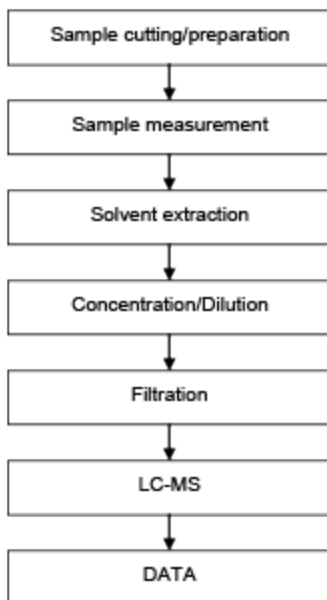 Sample cutting/preparation
Sample measurement
Solvent extraction
Concentration/Dilution
Filtration
LC-MS
DATA